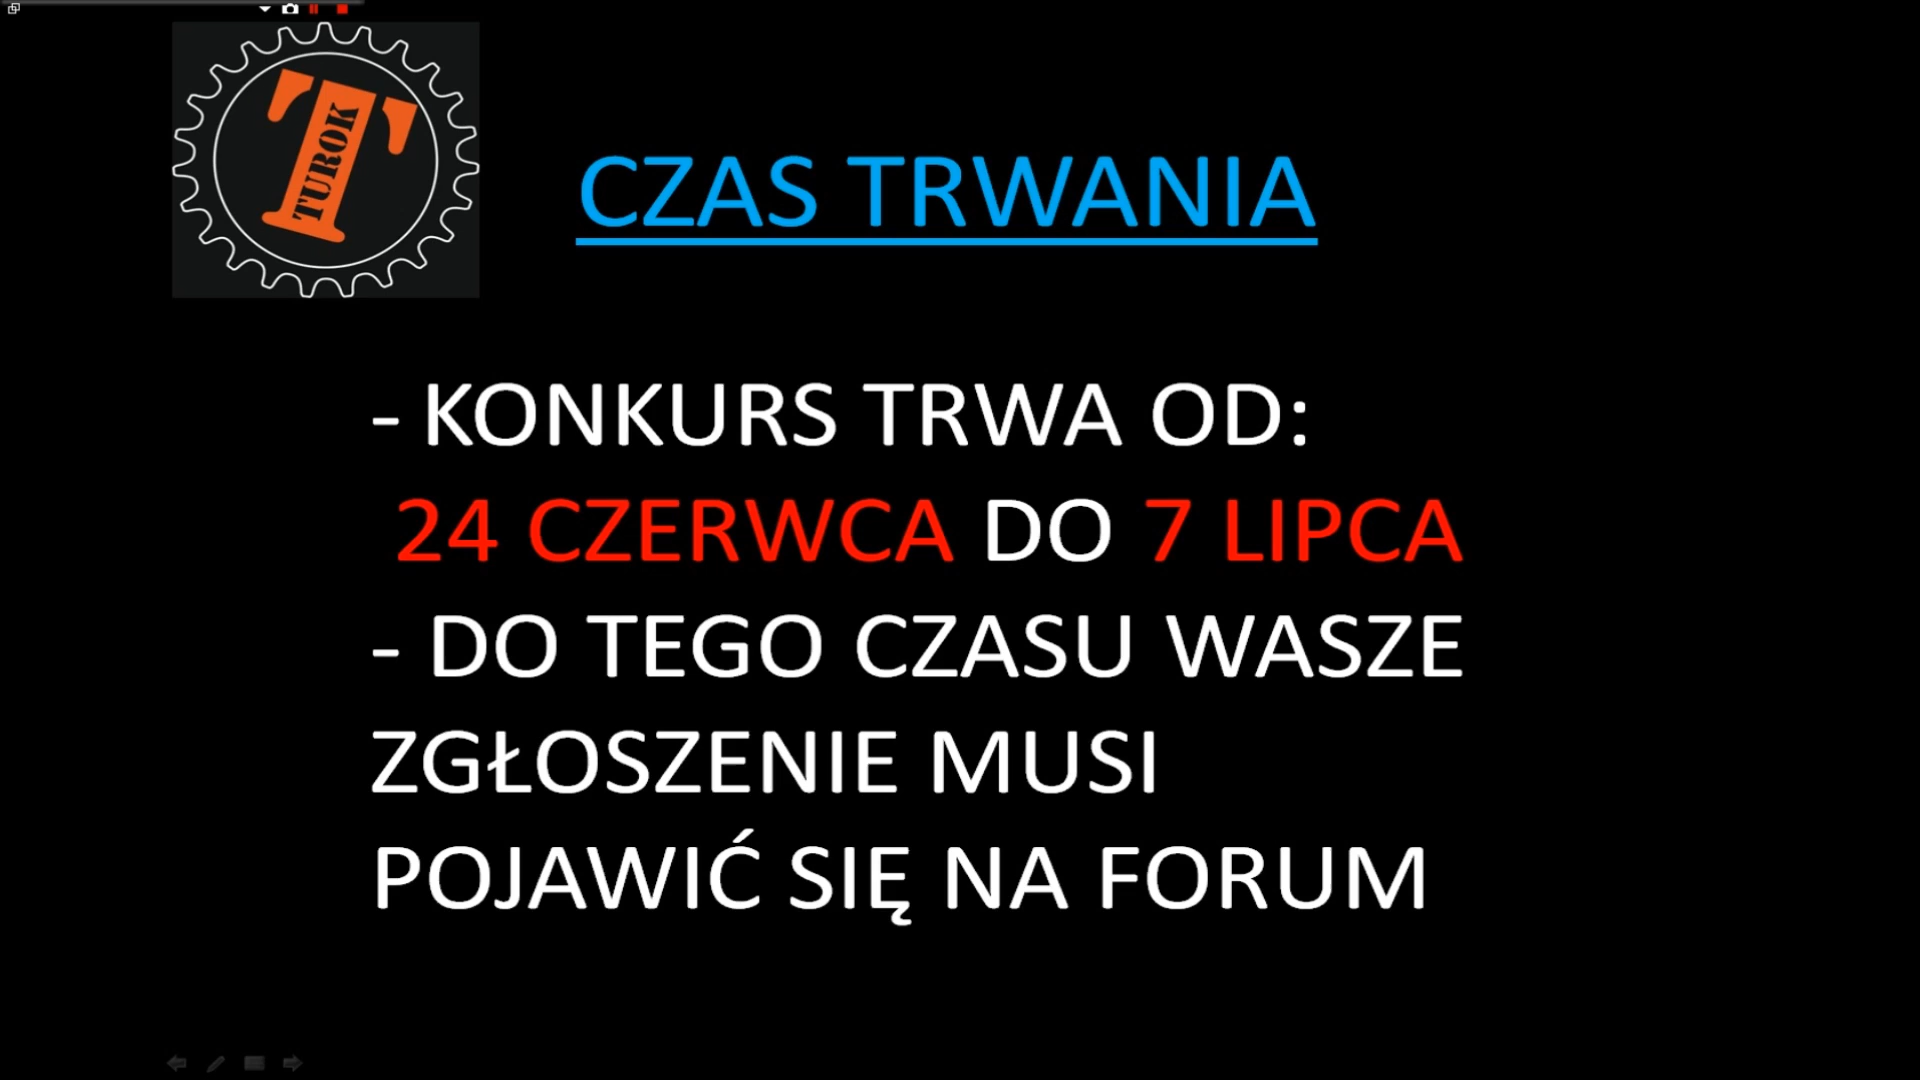 T
TUROK
CZAS TRWANIA
- KONKURS TRWA OD:
24 CZERWCA DO 7 LIPCA
- DO TEGO CZASU WASZE
ZGŁOSZENIE MUSI
POJAWIĆ SIĘ NA FORUM